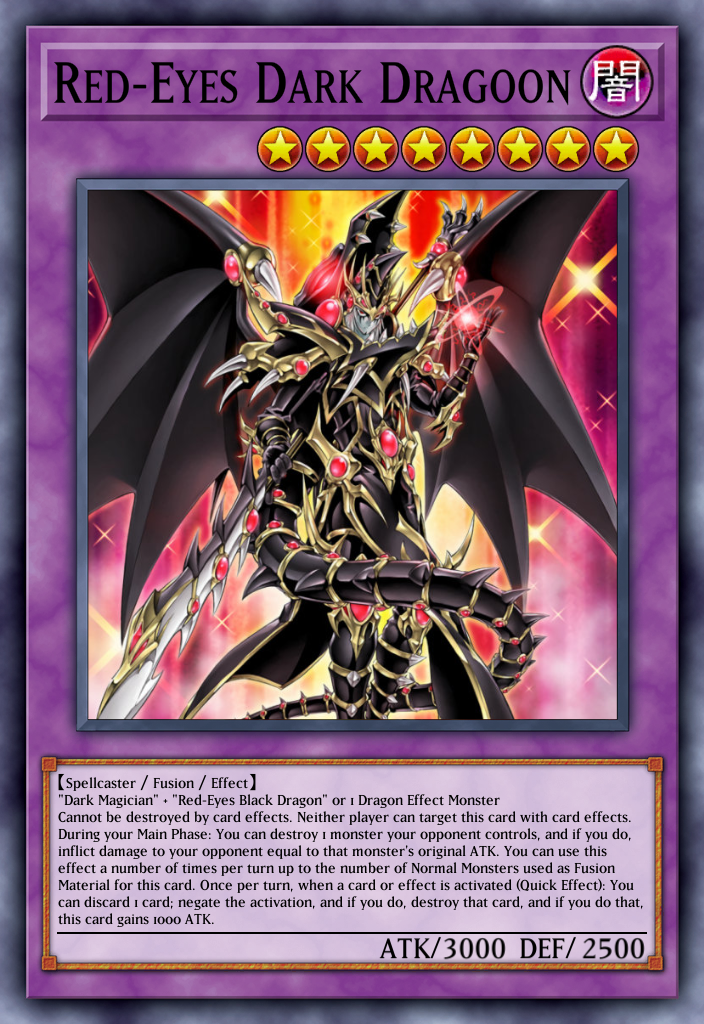 Red-Eyes Dark Dragoon 闇
【Spellcaster / Fusion / Effect】
"Dark Magician" + "Red-Eyes Black Dragon" or 1 Dragon Effect Monster
Cannot be destroyed by card effects. Neither player can target this card with card effects.
During your Main Phase: You can destroy 1 monster your opponent controls, and if you do,
inflict damage to your opponent equal to that monster's original ATK. You can use this
effect a number of times per turn up to the number of Normal Monsters used as Fusion
Material for this card. Once per turn, when a card or effect is activated (Quick Effect): You
can discard 1 card; negate the activation, and if you do, destroy that card, and if you do that,
this card gains 1000 ATK.
ATK/3000 DEF/2500